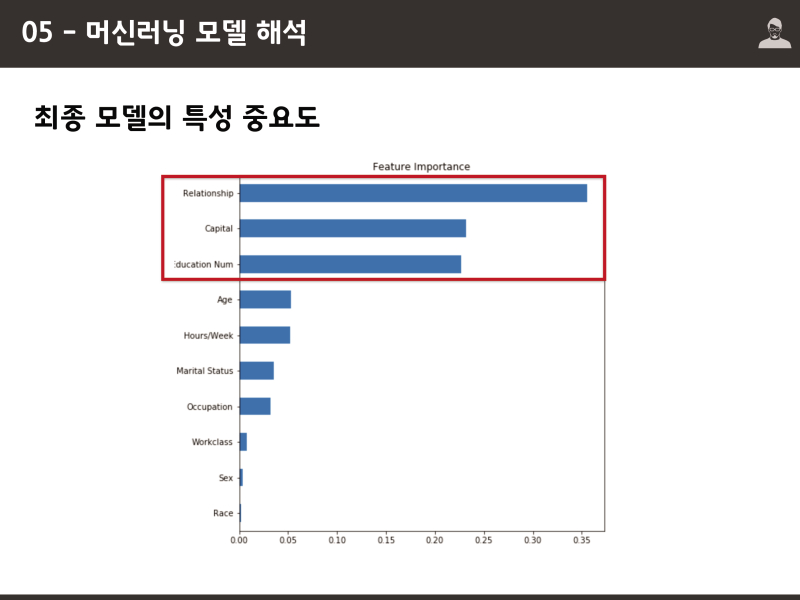 05 - 머신러닝 모델 해석
최종 모델의 특성 중요도
Feature Importance
Relationship
Capital
ducation Num
Age
Hours/Week
Marital Status
Occupation
Workclass
Sex
Race
0.00 0.05 0.10 0.15 0.20 0.25 0.30 0.35